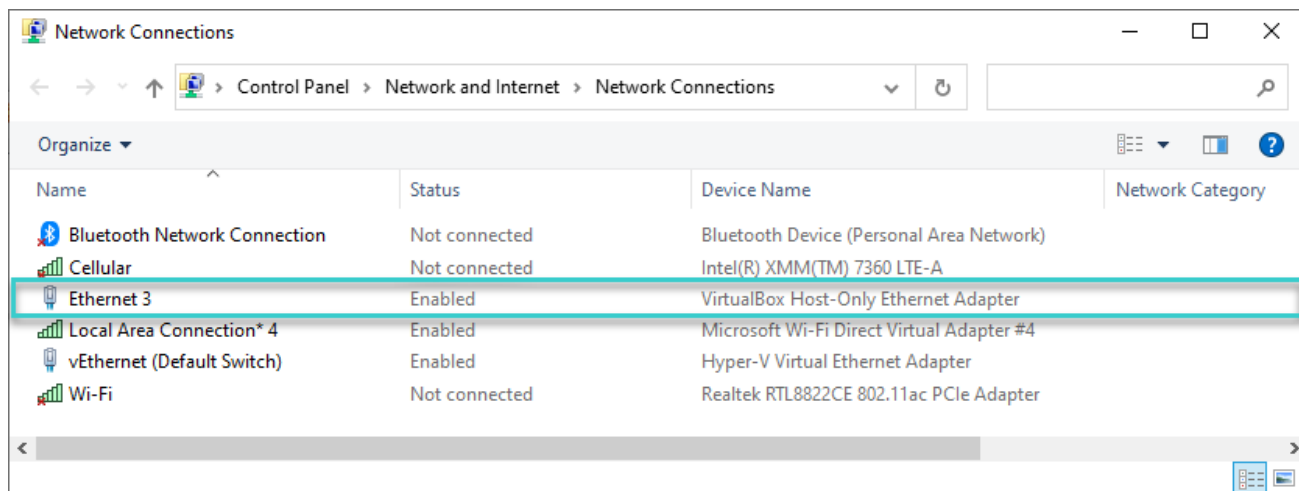 Network Connections
Control Panel > Network and Internet > Network Connections
Organize
Name Status Device Name Network Category
Bluetooth Network Connection Not connected Bluetooth Device (Personal Area Network)
Cellular Not connected Intel(R) XMM(TM) 7360 LTE-A
Ethernet 3 Enabled VirtualBox Host-Only Ethernet Adapter
Local Area Connection* 4 Enabled Microsoft Wi-Fi Direct Virtual Adapter #4
vEthernet (Default Switch) Enabled Hyper-V Virtual Ethernet Adapter
Wi-Fi Not connected Realtek RTL8822CE 802.11ac PCIe Adapter